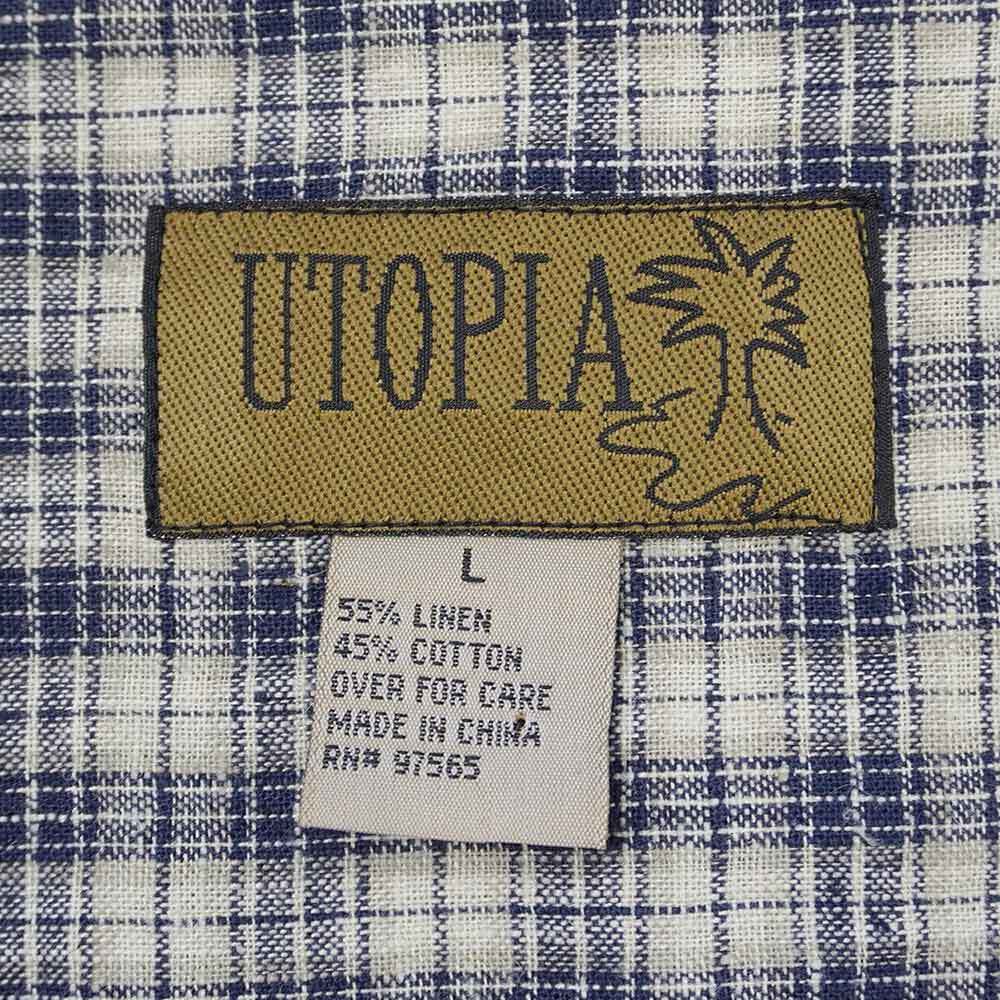 UTOPIA
L
55% LINEN
45% COTTON
OVER FOR CARE
MADE IN CHINA
RN# 97565